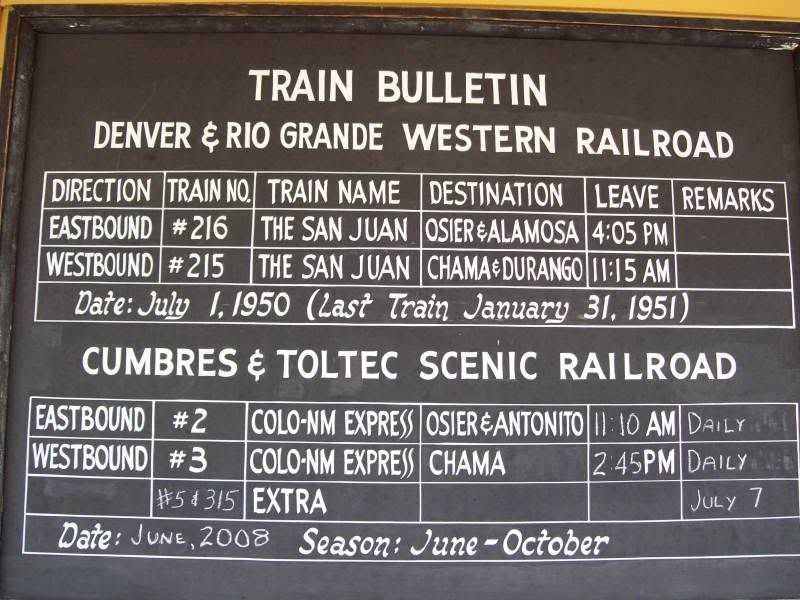 TRAIN BULLETIN
DENVER & RIO GRANDE WESTERN RAILROAD
DIRECTION TRAIN NO. TRAIN NAME DESTINATION LEAVE REMARKS
EASTBOUND #216 THE SAN JUAN OSIER & ALAMOSA 4:05 PM
WESTBOUND #215 THE SAN JUAN CHAMA & DURANGO 11:15 AM
Date: July 1, 1950 (Last Train January 31, 1951)
CUMBRES & TOLTEC SCENIC RAILROAD
EASTBOUND #2 COLO-NM EXPRESS OSIER & ANTONITO 11:10 AM DAILY
WESTBOUND #3 COLO-NM EXPRESS CHAMA 2:45 PM DAILY
#5 & 315 EXTRA JULY 7
Date: JUNE, 2008 Season: June - October